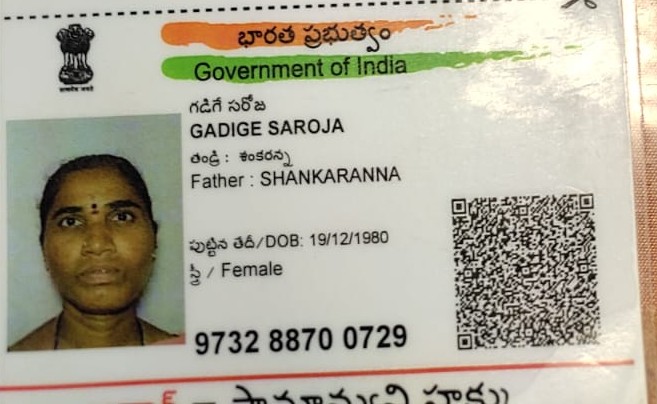 భారత ప్రభుత్వం
Government of India
గడిగే సరోజ
GADIGE SAROJA
తండ్రి : శంకరన్న
Father : SHANKARANNA
పుట్టిన తేదీ/DOB: 19/12/1980
స్త్రీ / Female
9732 8870 0729
సామాన్యుని హక్కు